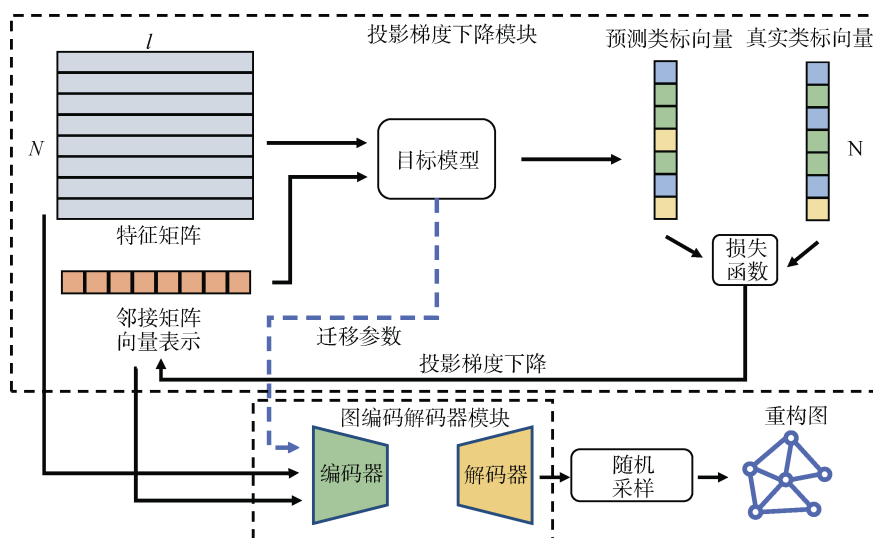 l
投影梯度下降模块
预测类标向量
真实类标向量
N
目标模型
N
特征矩阵
损失
函数
邻接矩阵
向量表示
迁移参数
投影梯度下降
图编码解码器模块
重构图
编码器
解码器
随机
采样